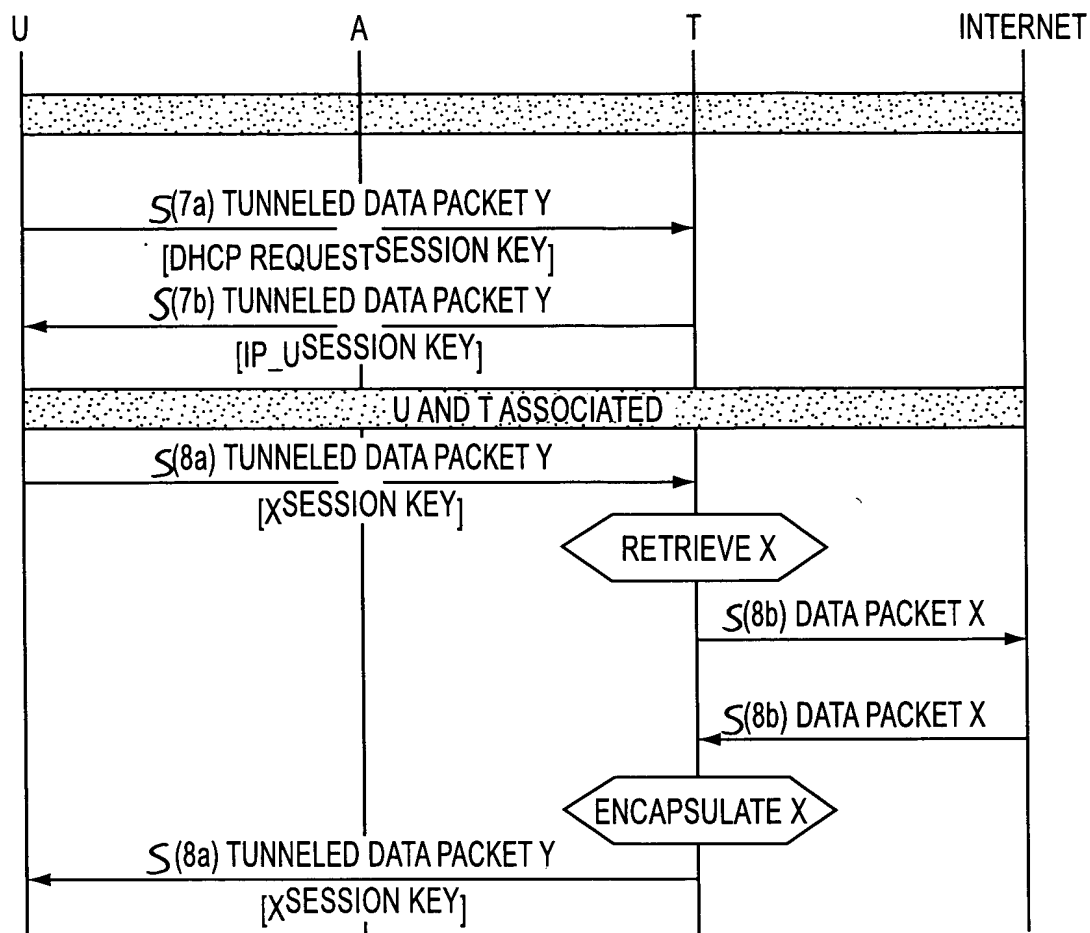 U A T INTERNET
S(7a) TUNNELED DATA PACKET Y
[DHCP REQUEST SESSION KEY]
S(7b) TUNNELED DATA PACKET Y
[IP_U SESSION KEY]
U AND T ASSOCIATED
S(8a) TUNNELED DATA PACKET Y
[X SESSION KEY]
RETRIEVE X
S(8b) DATA PACKET X
S(8b) DATA PACKET X
ENCAPSULATE X
S(8a) TUNNELED DATA PACKET Y
[X SESSION KEY]